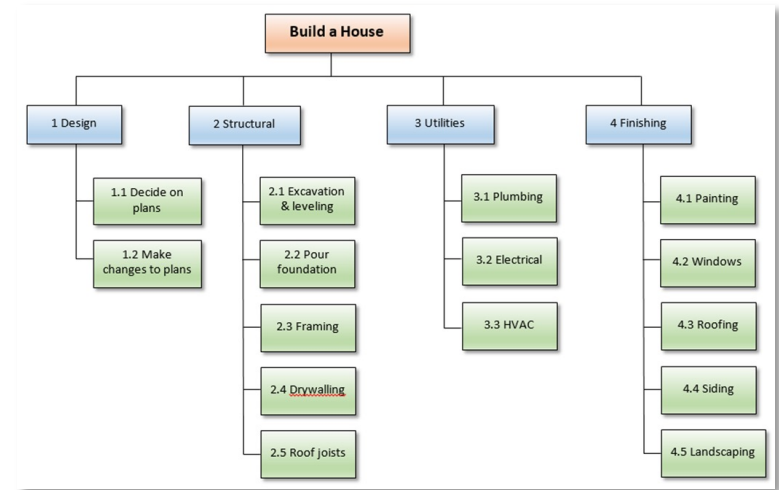 Build a House
1 Design
2 Structural
3 Utilities
4 Finishing
1.1 Decide on
plans
1.2 Make
changes to plans
2.1 Excavation
& leveling
2.2 Pour
foundation
2.3 Framing
2.4 Drywalling
2.5 Roof joists
3.1 Plumbing
3.2 Electrical
3.3 HVAC
4.1 Painting
4.2 Windows
4.3 Roofing
4.4 Siding
4.5 Landscaping